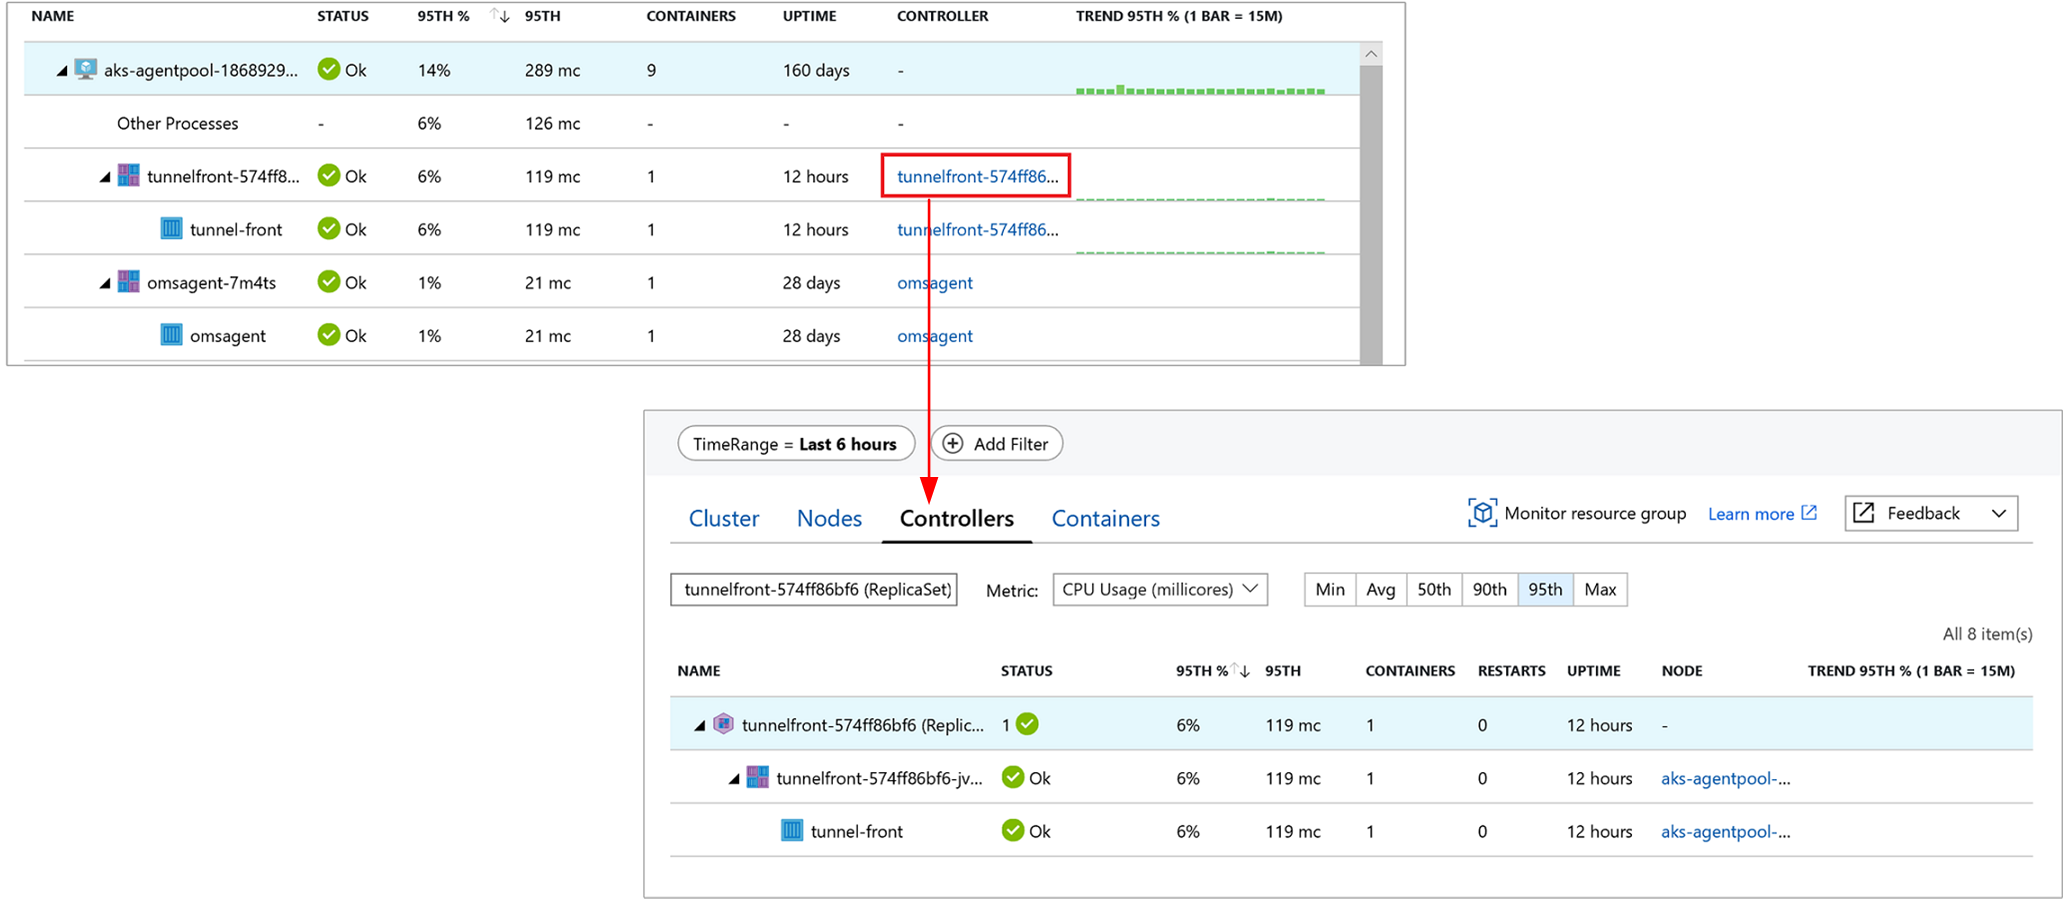 NAME STATUS 95TH % ↑↓ 95TH CONTAINERS UPTIME CONTROLLER TREND 95TH % (1 BAR = 15M)
aks-agentpool-1868929... Ok 14% 289 mc 9 160 days -
Other Processes - 6% 126 mc - - -
tunnelfront-574ff8... Ok 6% 119 mc 1 12 hours tunnelfront-574ff86...
tunnel-front Ok 6% 119 mc 1 12 hours tunnelfront-574ff86...
omsagent-7m4ts Ok 1% 21 mc 1 28 days omsagent
omsagent Ok 1% 21 mc 1 28 days omsagent
TimeRange = Last 6 hours Add Filter
Cluster Nodes Controllers Containers Monitor resource group Learn more Feedback
tunnelfront-574ff86bf6 (ReplicaSet) Metric: CPU Usage (millicores) Min Avg 50th 90th 95th Max
All 8 item(s)
NAME STATUS 95TH % ↑↓ 95TH CONTAINERS RESTARTS UPTIME NODE TREND 95TH % (1 BAR = 15M)
tunnelfront-574ff86bf6 (Replic... 1 6% 119 mc 1 0 12 hours -
tunnelfront-574ff86bf6-jv... Ok 6% 119 mc 1 0 12 hours aks-agentpool-...
tunnel-front Ok 6% 119 mc 1 0 12 hours aks-agentpool-...